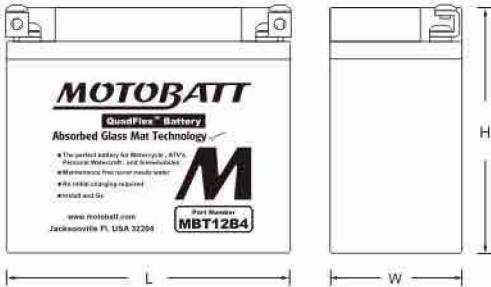 MOTOBATT
QuadFlex™ Battery
Absorbed Glass Mat Technology
The perfect battery for Motorcycle, ATV's,
Personal Watercraft, and Snowmobiles
Maintenance free never needs water
No initial charging required
Install and Go
M
www.motobatt.com
Jacksonville Fl, USA 32204
Part Number
MBT12B4
H
L
W